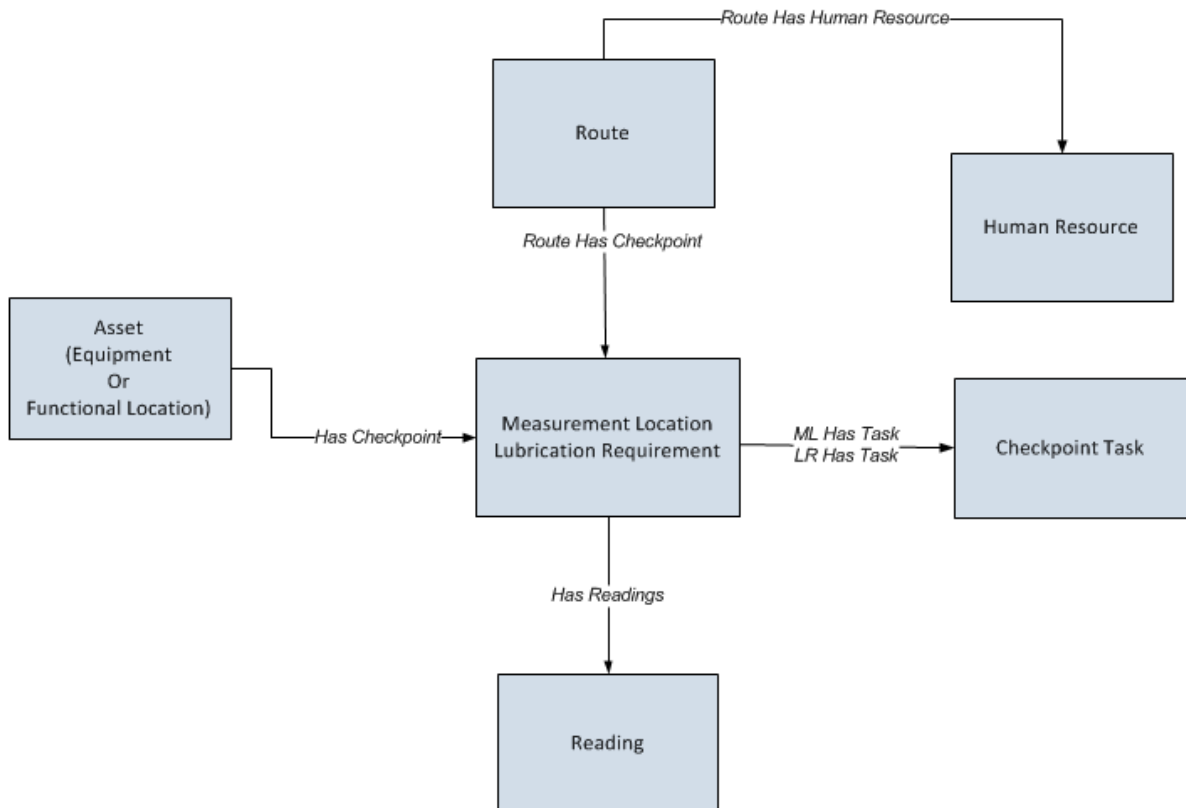 Route Has Human Resource
Route
Human Resource
Route Has Checkpoint
Asset
(Equipment
Or
Functional Location)
Has Checkpoint
Measurement Location
Lubrication Requirement
ML Has Task
LR Has Task
Checkpoint Task
Has Readings
Reading